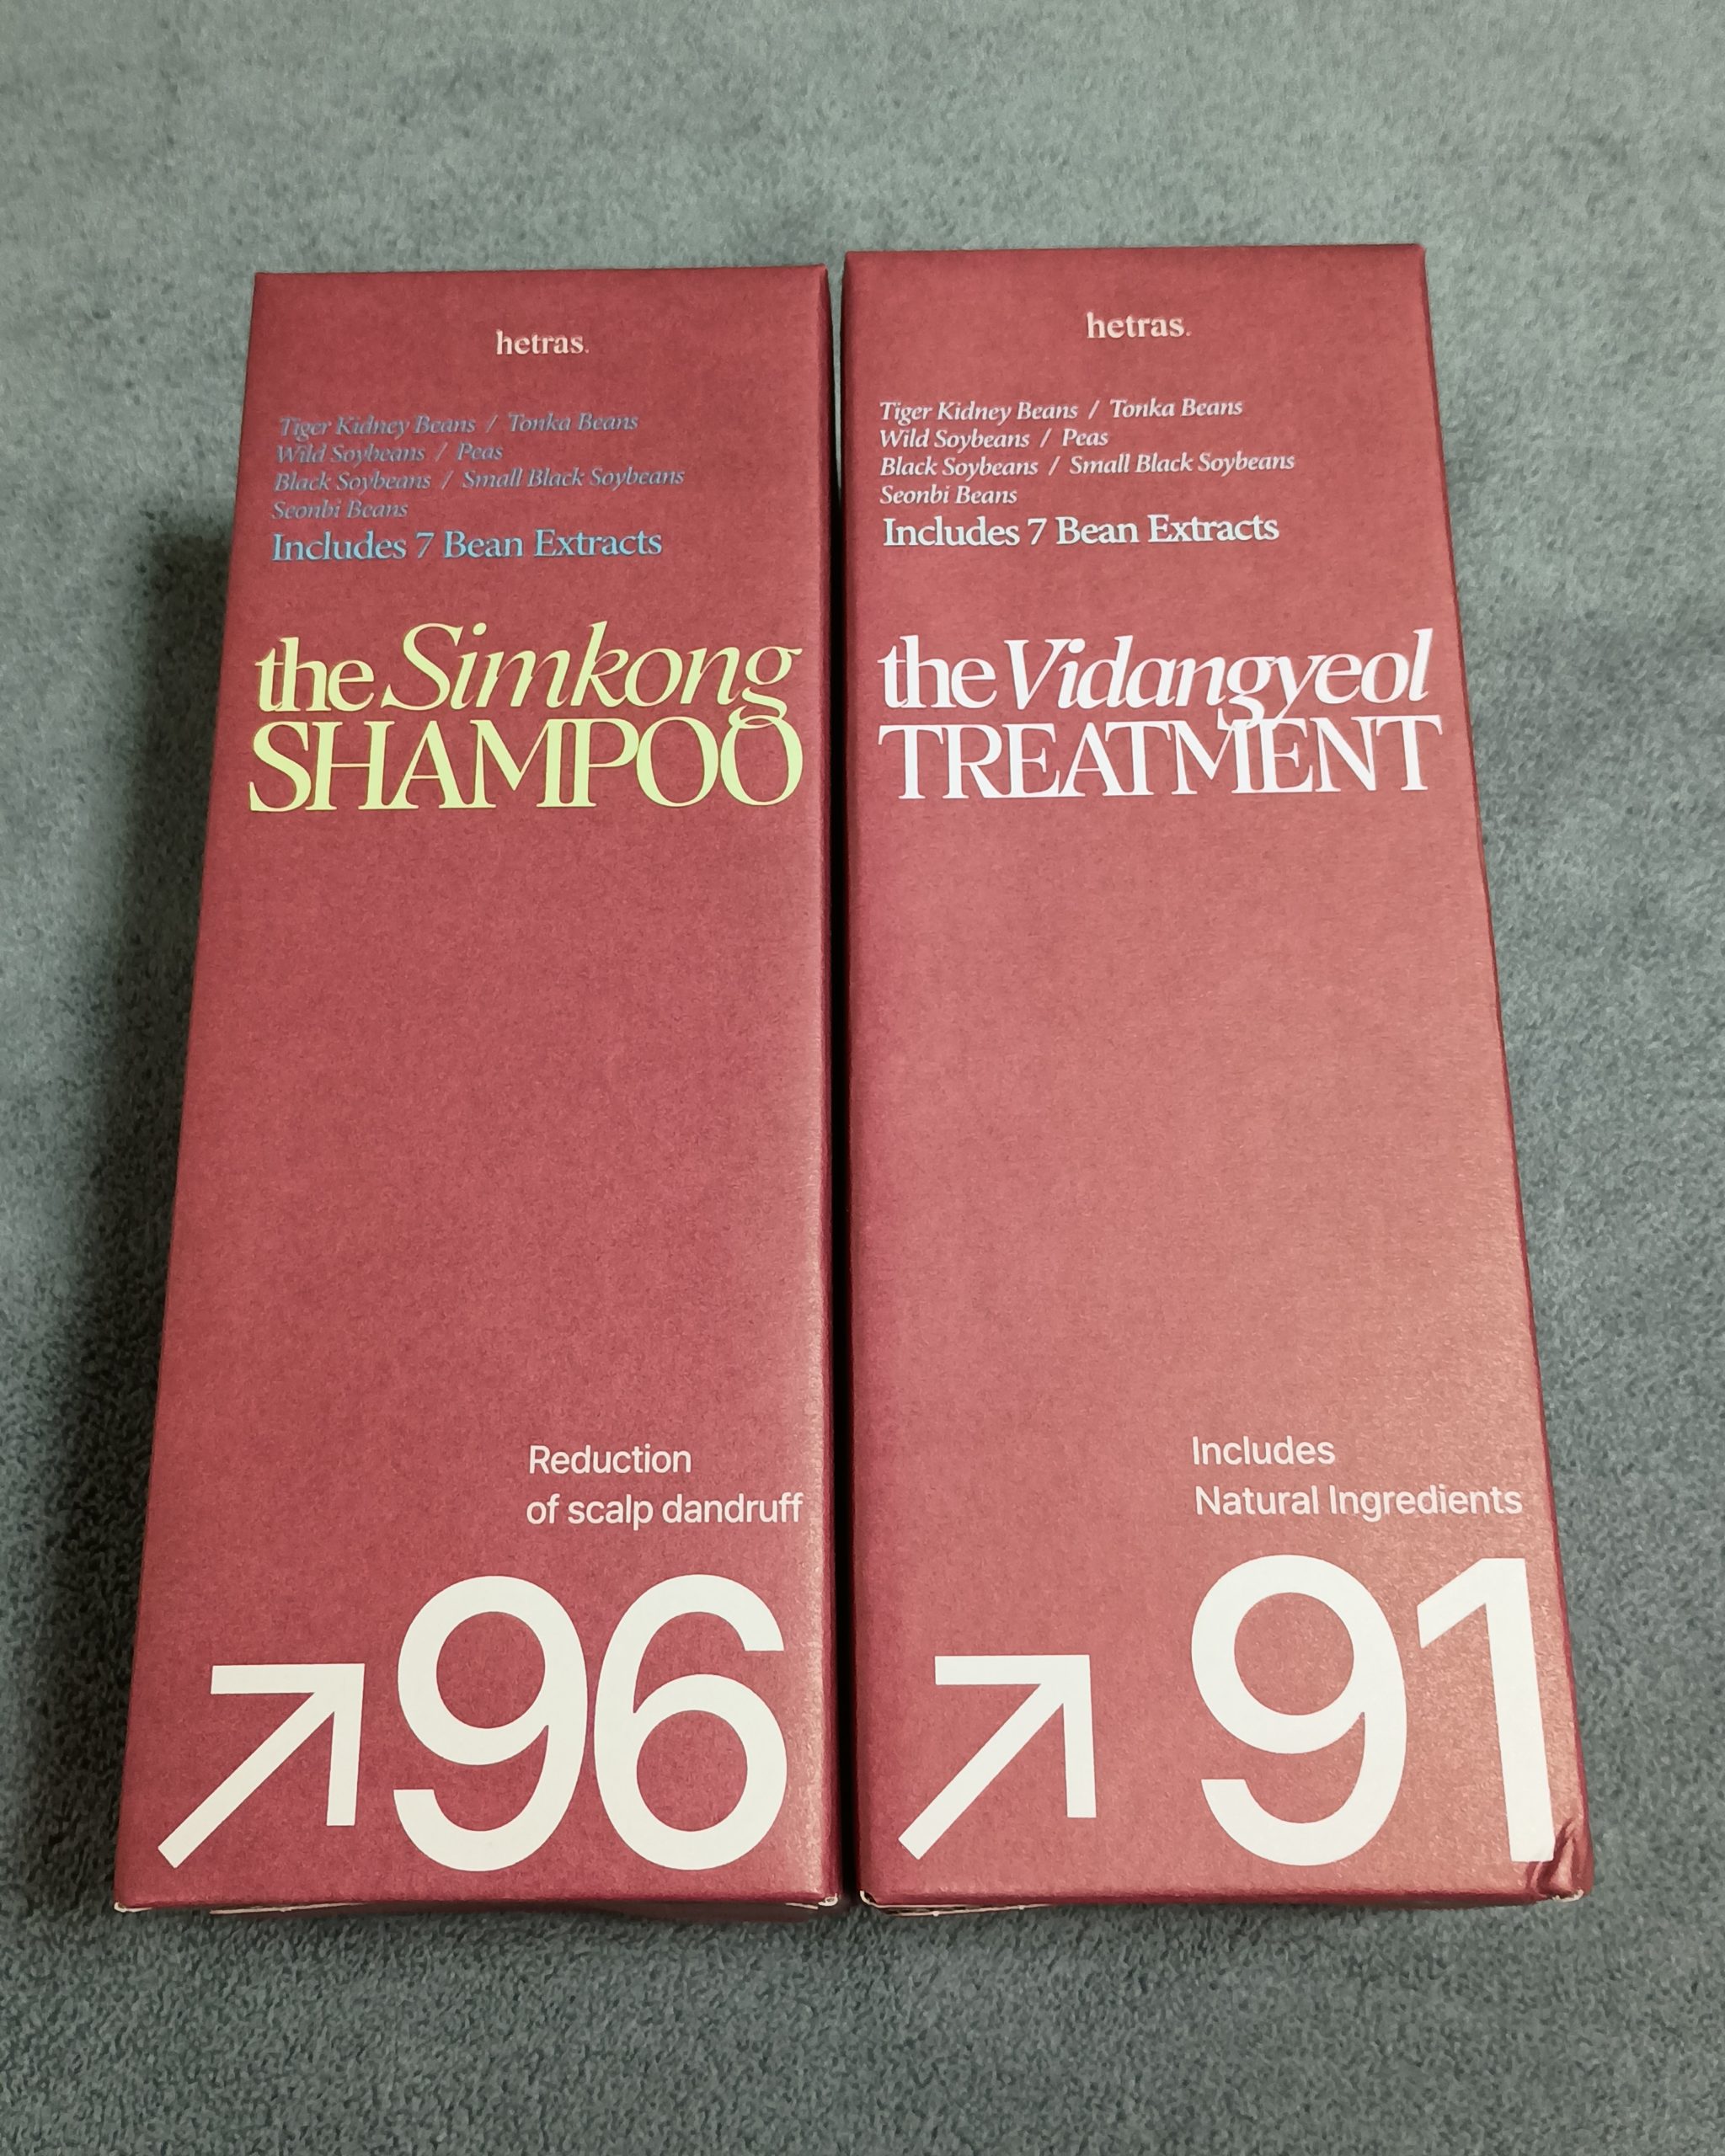 hetras.
Tiger Kidney Beans / Tonka Beans
Wild Soybeans / Peas
Black Soybeans / Small Black Soybeans
Seonbi Beans
Includes 7 Bean Extracts
the Simkong
SHAMPOO
Reduction
of scalp dandruff
↗96
hetras.
Tiger Kidney Beans / Tonka Beans
Wild Soybeans / Peas
Black Soybeans / Small Black Soybeans
Seonbi Beans
Includes 7 Bean Extracts
the Vidangyeol
TREATMENT
Includes
Natural Ingredients
↗91